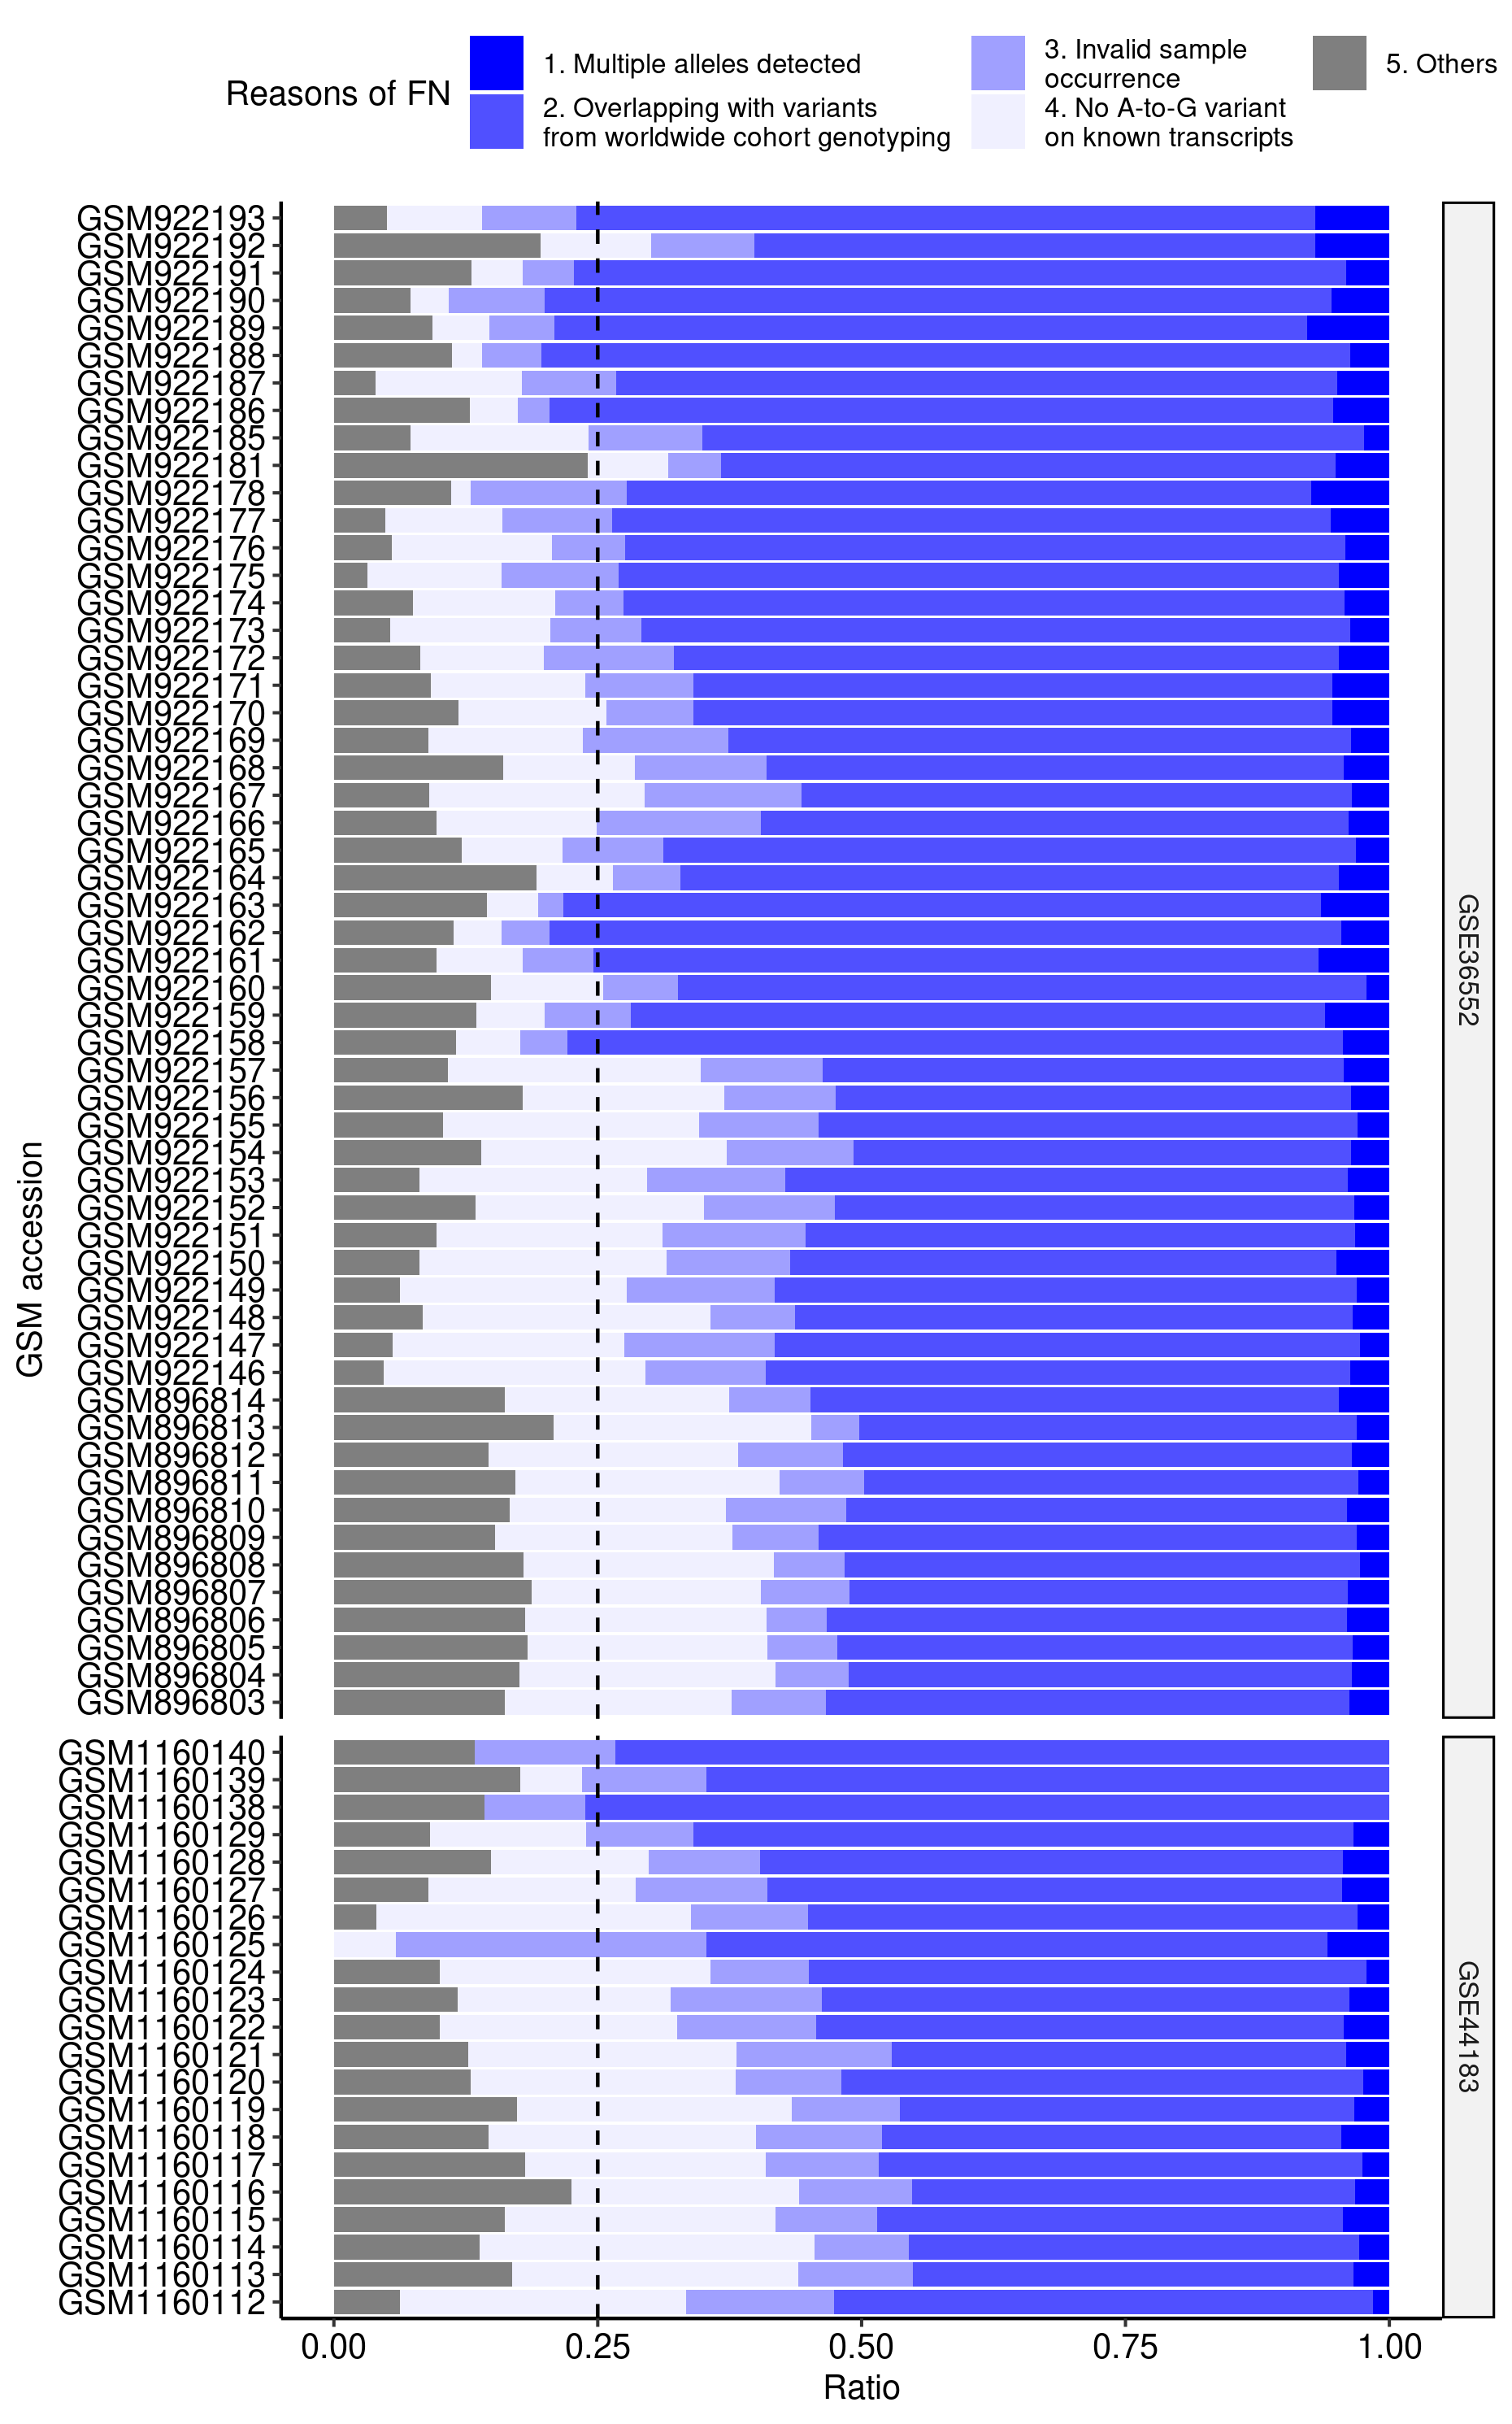 Reasons of FN
1. Multiple alleles detected
2. Overlapping with variants
from worldwide cohort genotyping
3. Invalid sample
occurrence
4. No A-to-G variant
on known transcripts
5. Others
GSM accession
GSM922193
GSM922192
GSM922191
GSM922190
GSM922189
GSM922188
GSM922187
GSM922186
GSM922185
GSM922181
GSM922178
GSM922177
GSM922176
GSM922175
GSM922174
GSM922173
GSM922172
GSM922171
GSM922170
GSM922169
GSM922168
GSM922167
GSM922166
GSM922165
GSM922164
GSM922163
GSM922162
GSM922161
GSM922160
GSM922159
GSM922158
GSM922157
GSM922156
GSM922155
GSM922154
GSM922153
GSM922152
GSM922151
GSM922150
GSM922149
GSM922148
GSM922147
GSM922146
GSM896814
GSM896813
GSM896812
GSM896811
GSM896810
GSM896809
GSM896808
GSM896807
GSM896806
GSM896805
GSM896804
GSM896803
GSE36552
GSM1160140
GSM1160139
GSM1160138
GSM1160129
GSM1160128
GSM1160127
GSM1160126
GSM1160125
GSM1160124
GSM1160123
GSM1160122
GSM1160121
GSM1160120
GSM1160119
GSM1160118
GSM1160117
GSM1160116
GSM1160115
GSM1160114
GSM1160113
GSM1160112
GSE44183
0.00 0.25 0.50 0.75 1.00
Ratio